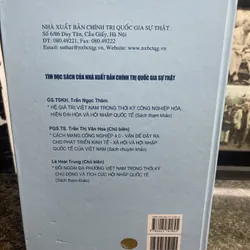 NHÀ XUẤT BẢN CHÍNH TRỊ QUỐC GIA SỰ THẬT
Số 6/86 Duy Tân, Cầu Giấy, Hà Nội
ĐT: 080.49221, Fax: 080.49222
Email: suthat@nxbctqg.vn, Website: www.nxbctqg.vn
TÌM ĐỌC SÁCH CỦA NHÀ XUẤT BẢN CHÍNH TRỊ QUỐC GIA SỰ THẬT
GS.TSKH. Trần Ngọc Thêm
* HỆ GIÁ TRỊ VIỆT NAM TRONG THỜI KỲ CÔNG NGHIỆP HÓA,
HIỆN ĐẠI HÓA VÀ HỘI NHẬP QUỐC TẾ
PGS.TS. Trần Thị Vân Hoa (Chủ biên)
* CÁCH MẠNG CÔNG NGHIỆP 4.0 - VẤN ĐỀ ĐẶT RA
CHO PHÁT TRIỂN KINH TẾ - XÃ HỘI VÀ HỘI NHẬP
QUỐC TẾ CỦA VIỆT NAM (Sách chuyên khảo)
Lê Hoài Trung (Chủ biên)
* ĐỐI NGOẠI ĐA PHƯƠNG VIỆT NAM TRONG THỜI KỲ
CHỦ ĐỘNG VÀ TÍCH CỰC HỘI NHẬP QUỐC TẾ
(Sách tham khảo)